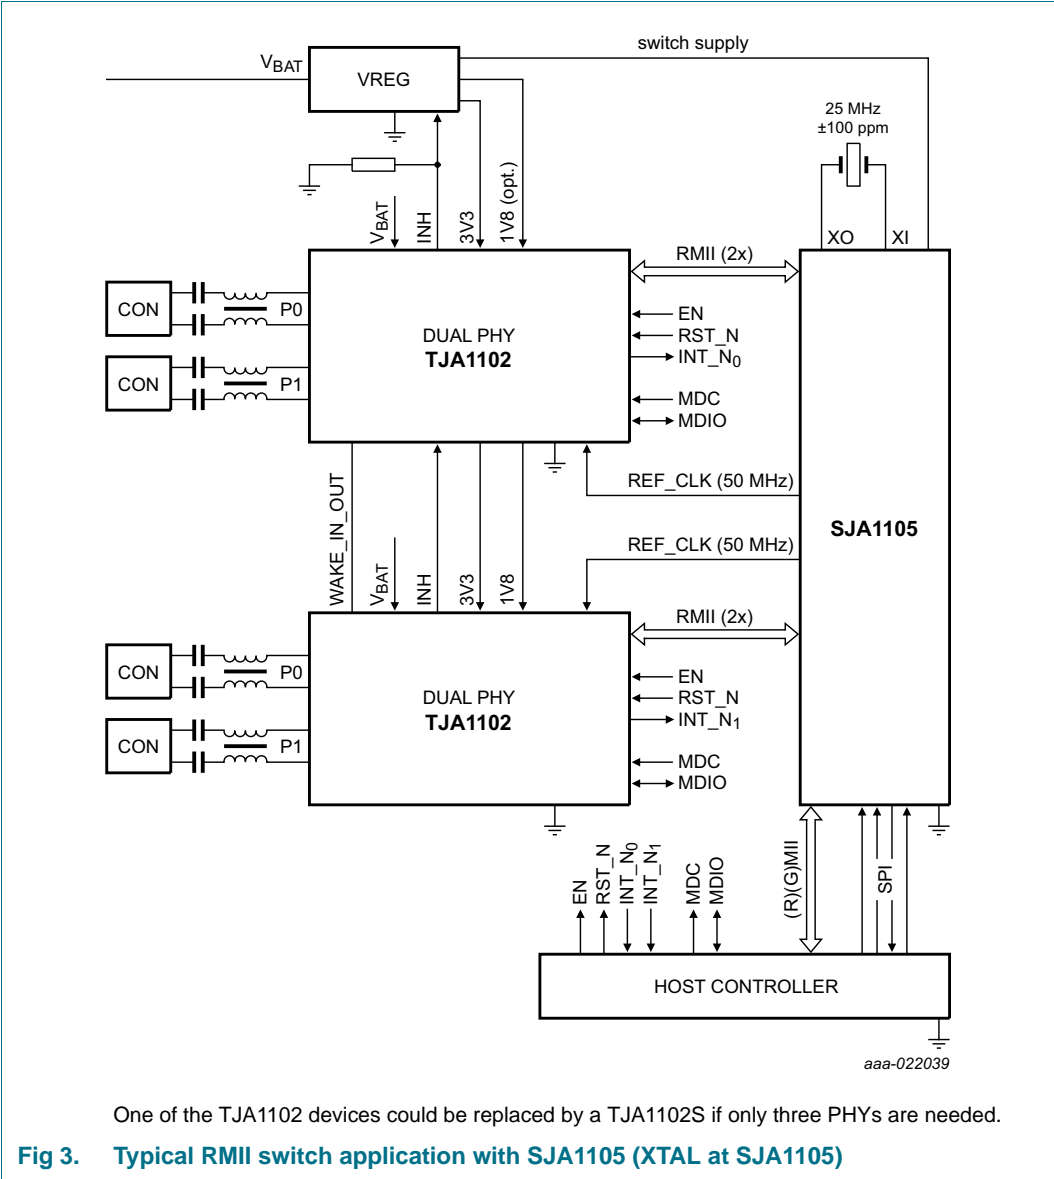 switch supply
VBAT
VREG
25 MHz
±100 ppm
VBAT
INH
3V3
1V8 (opt.)
XO
XI
RMII (2x)
CON
P0
EN
RST_N
INT_N0
DUAL PHY
TJA1102
CON
P1
MDC
MDIO
REF_CLK (50 MHz)
SJA1105
WAKE_IN_OUT
REF_CLK (50 MHz)
VBAT
INH
3V3
1V8
RMII (2x)
CON
P0
EN
RST_N
INT_N1
DUAL PHY
TJA1102
CON
P1
MDC
MDIO
EN
RST_N
INT_N0
INT_N1
MDC
MDIO
(R)(G)MII
SPI
HOST CONTROLLER
aaa-022039
One of the TJA1102 devices could be replaced by a TJA1102S if only three PHYs are needed.
Fig 3. Typical RMII switch application with SJA1105 (XTAL at SJA1105)